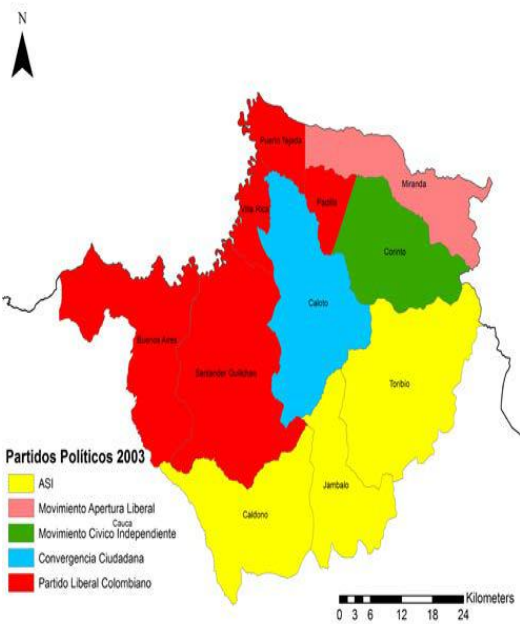 N
Puerto Tejada
Miranda
Villa Rica
Padilla
Corinto
Caloto
Buenos Aires
Santander Quilichao
Toribio
Jambalo
Caldono
Partidos Políticos 2003
ASI
Movimiento Apertura Liberal
Cauca
Movimiento Civico Independiente
Convergencia Ciudadana
Partido Liberal Colombiano
Kilometers
0 3 6 12 18 24